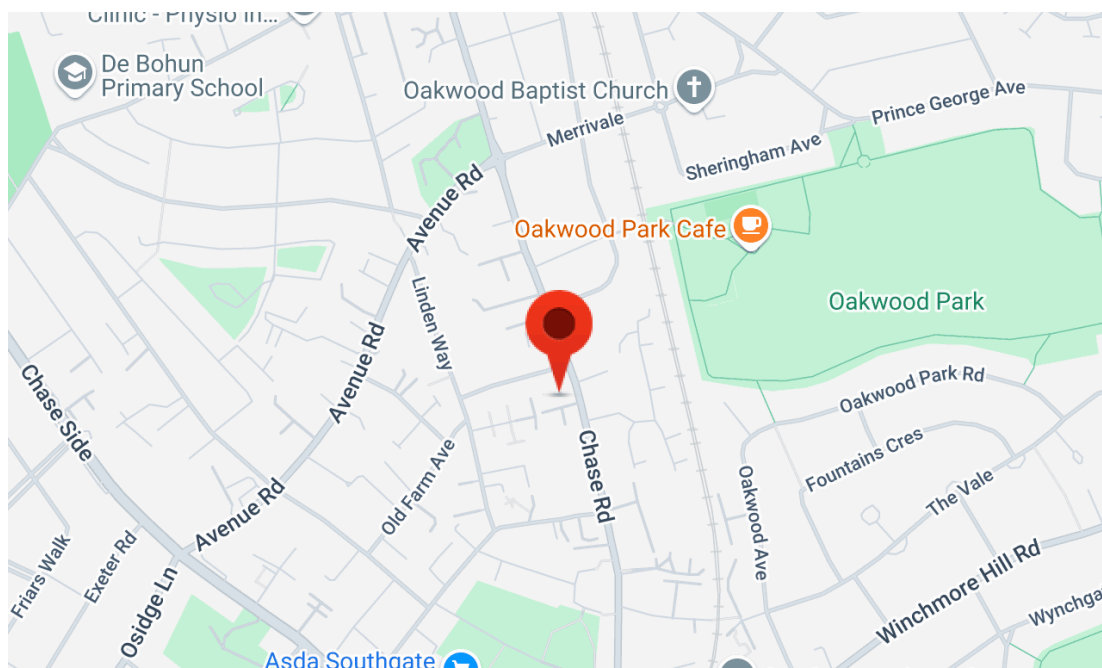 Clinic - Physio in...
De Bohun
Primary School
Oakwood Baptist Church
Prince George Ave
Merrivale
Sheringham Ave
Avenue Rd
Oakwood Park Cafe
Linden Way
Oakwood Park
Avenue Rd
Chase Side
Oakwood Park Rd
Old Farm Ave
Chase Rd
Fountains Cres
Oakwood Ave
The Vale
Avenue Rd
Friars Walk
Exeter Rd
Osidge Ln
Winchmore Hill Rd
Wynchga
Asda Southgate